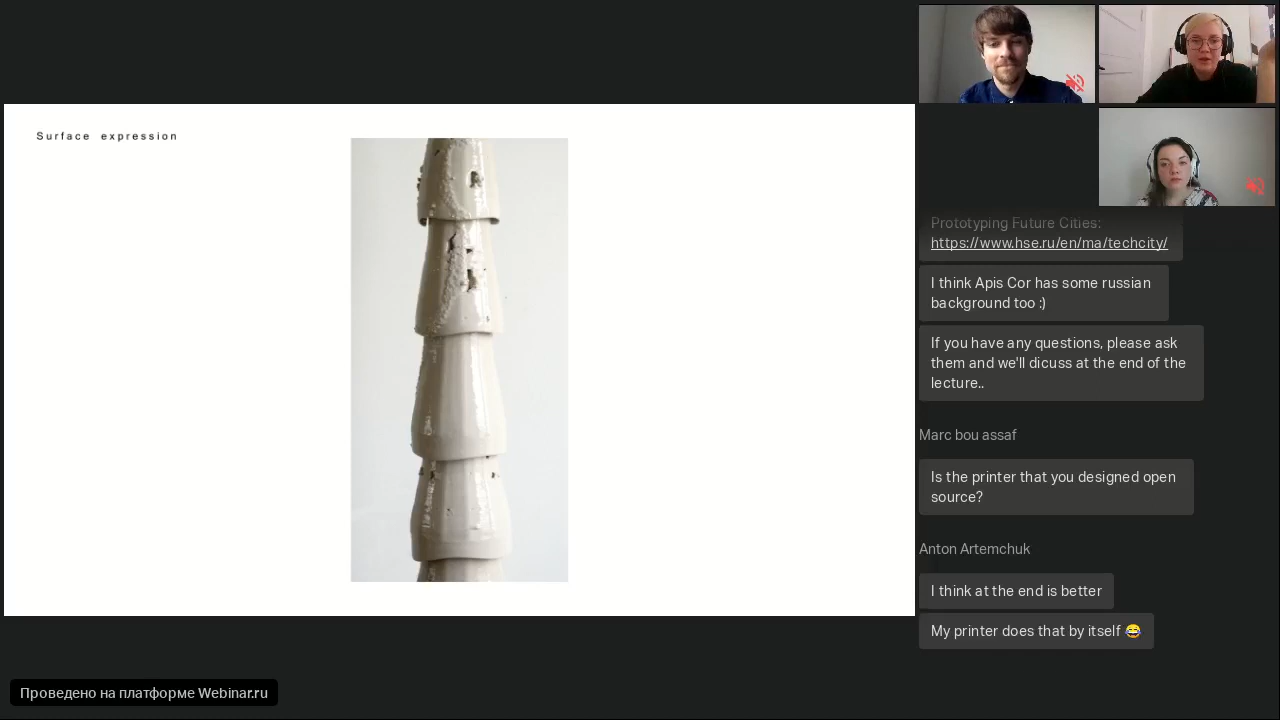 Surface expression
Prototyping Future Cities:
https://www.hse.ru/en/ma/techcity/
I think Apis Cor has some russian
background too :)
If you have any questions, please ask
them and we'll dicuss at the end of the
lecture..
Marc bou assaf
Is the printer that you designed open
source?
Anton Artemchuk
I think at the end is better
My printer does that by itself 😂
Проведено на платформе Webinar.ru